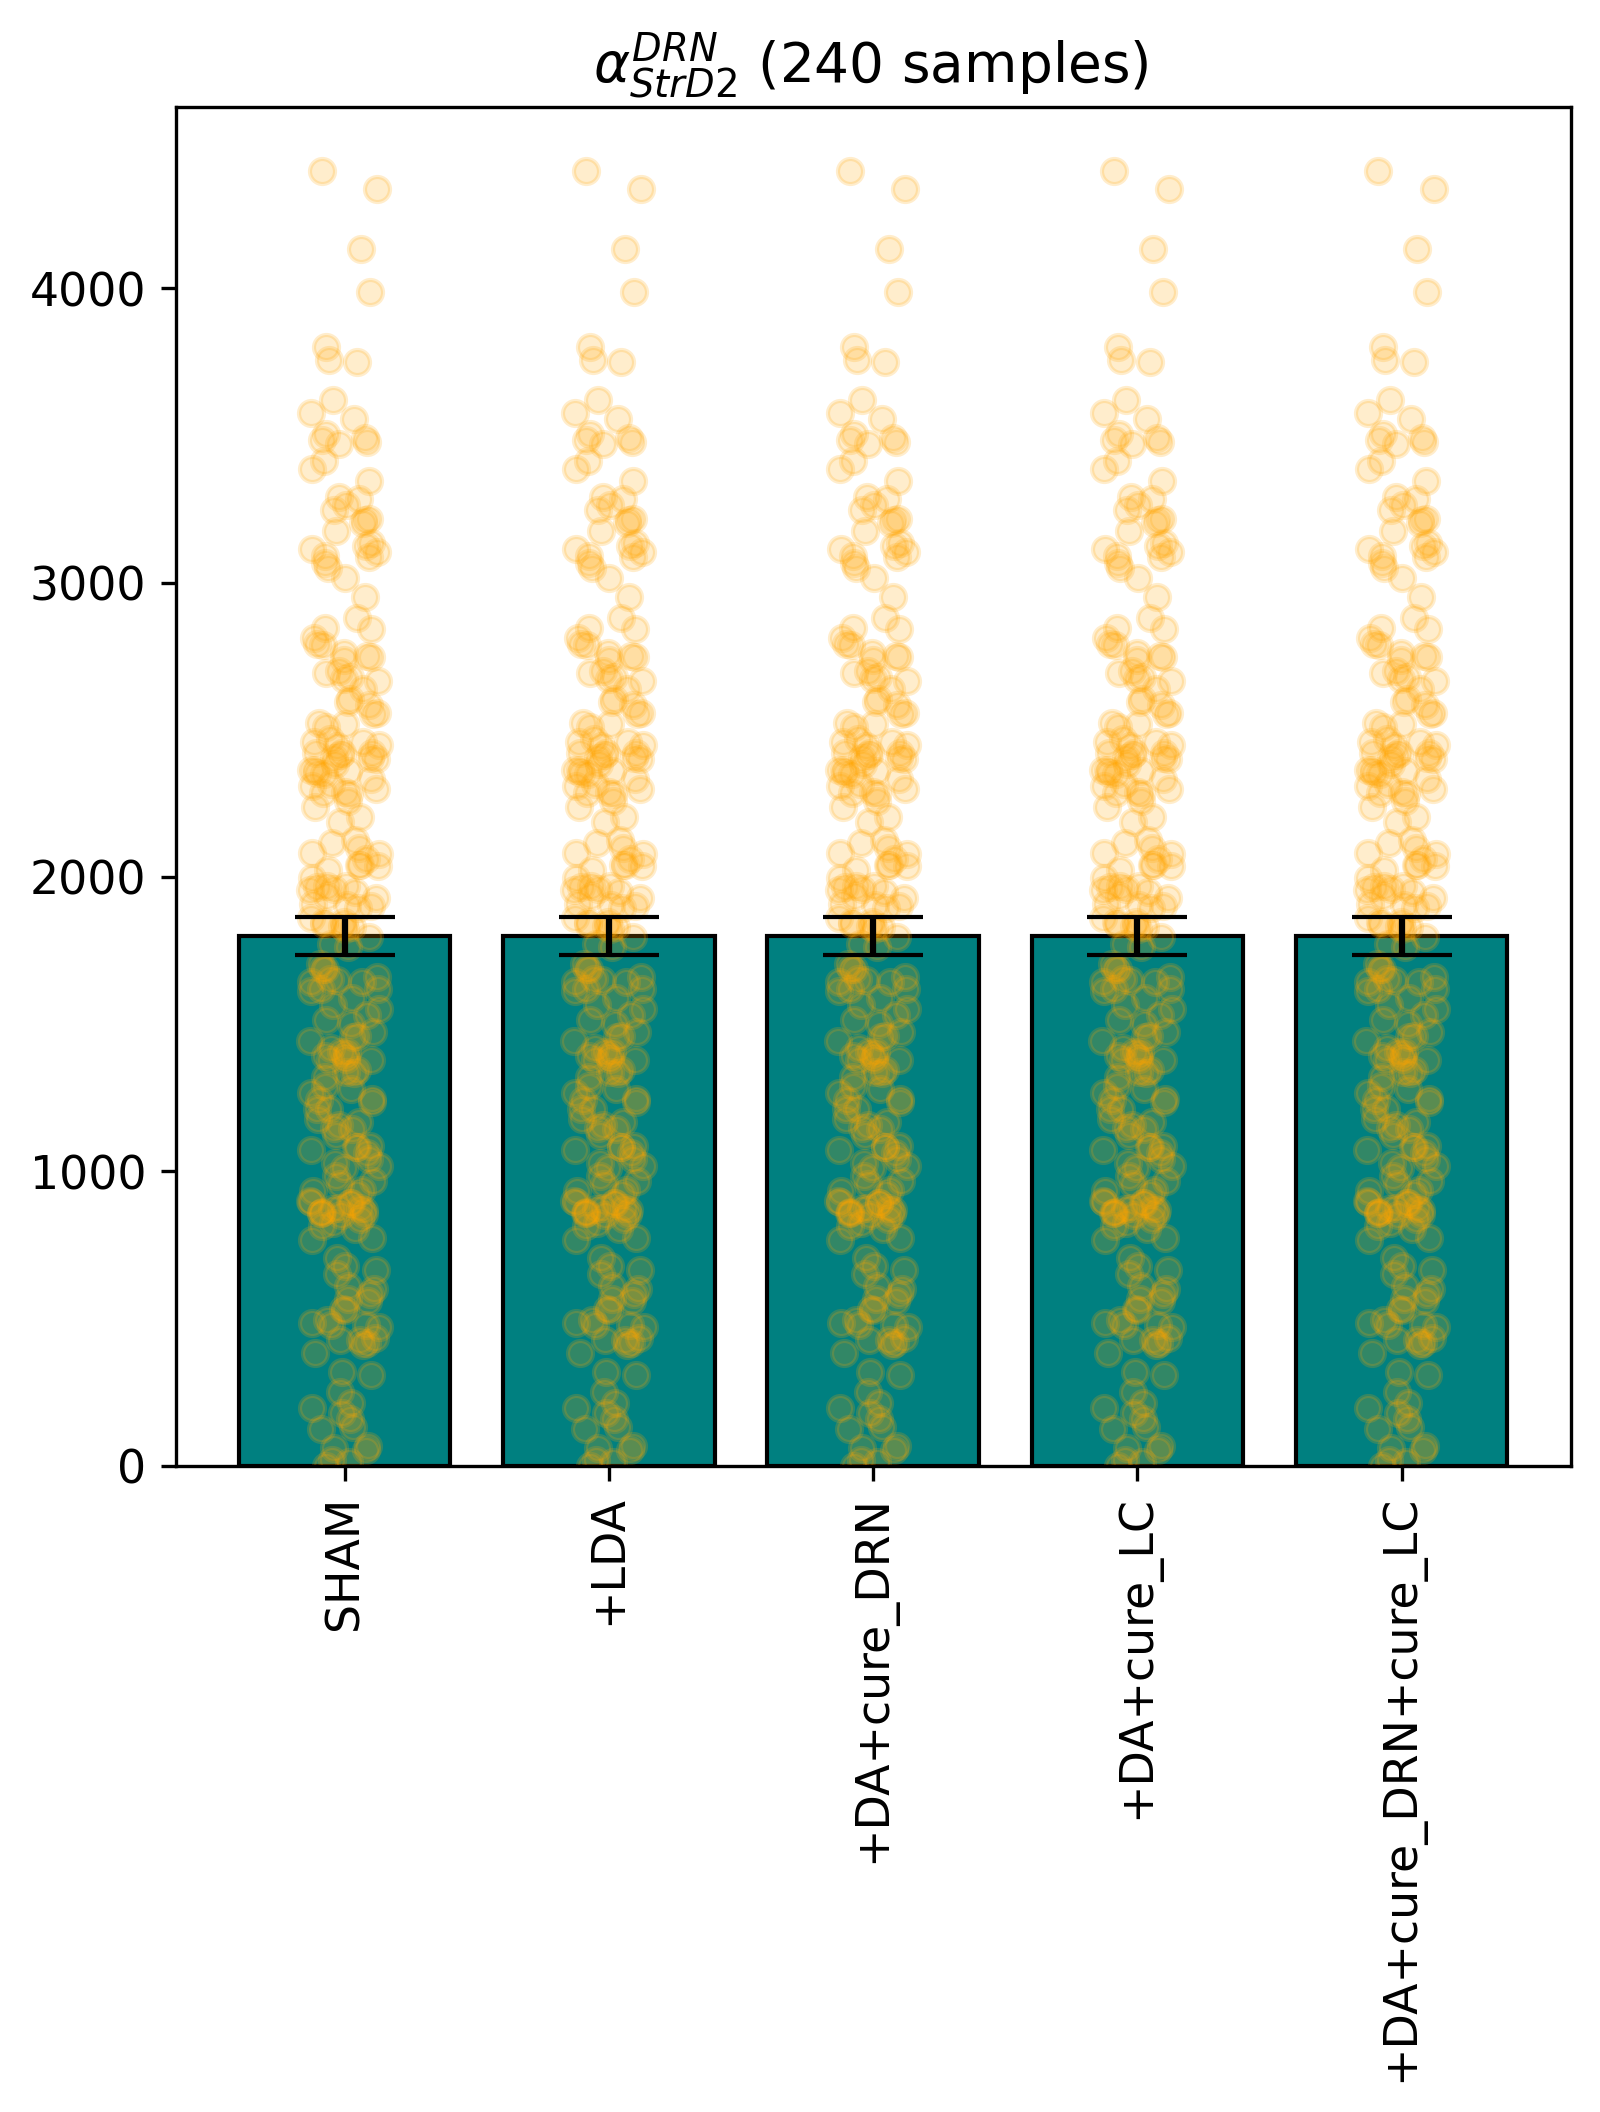 α^{DRN}_{StrD2} (240 samples)
4000
3000
2000
1000
0
SHAM
+LDA
+DA+cure_DRN
+DA+cure_LC
+DA+cure_DRN+cure_LC